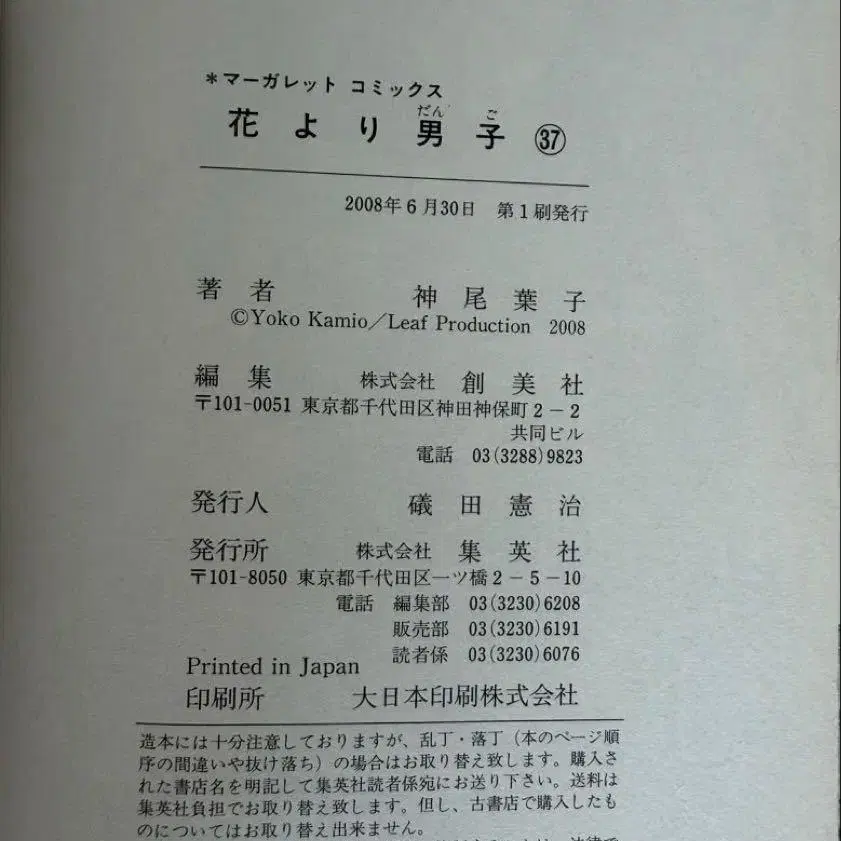 *マーガレット コミックス
花より男子 ㊲
だんご
2008年6月30日 第1刷発行
著者 神尾葉子
©Yoko Kamio／Leaf Production 2008
編集 株式会社 創美社
〒101-0051 東京都千代田区神田神保町2－2
共同ビル
電話 03(3288)9823
発行人 礒田憲治
発行所 株式会社 集英社
〒101-8050 東京都千代田区一ツ橋2－5－10
電話 編集部 03(3230)6208
販売部 03(3230)6191
読者係 03(3230)6076
Printed in Japan
印刷所 大日本印刷株式会社
造本には十分注意しておりますが、乱丁・落丁（本のページ順
序の間違いや抜け落ち）の場合はお取り替え致します。購入さ
れた書店名を明記して集英社読者係宛にお送り下さい。送料は
集英社負担でお取り替え致します。但し、古書店で購入したも
のについてはお取り替え出来ません。